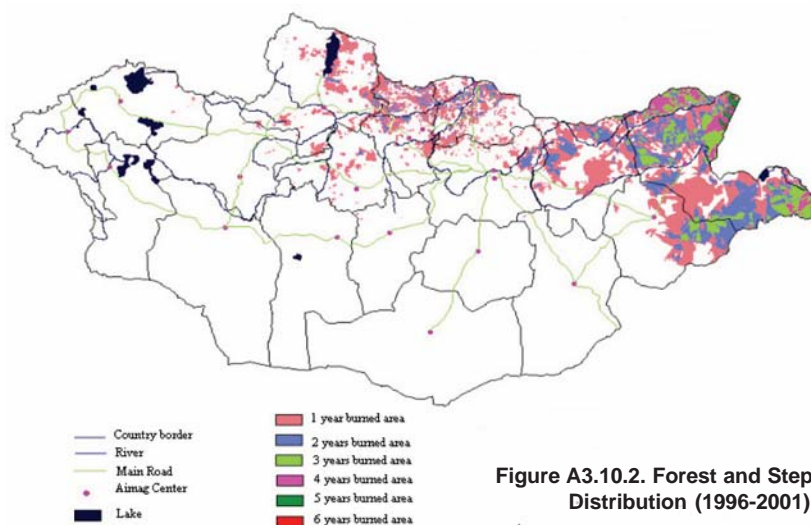 Country border
River
Main Road
Aimag Center
Lake
1 year burned area
2 years burned area
3 years burned area
4 years burned area
5 years burned area
6 years burned area
Figure A3.10.2. Forest and Step
Distribution (1996-2001)